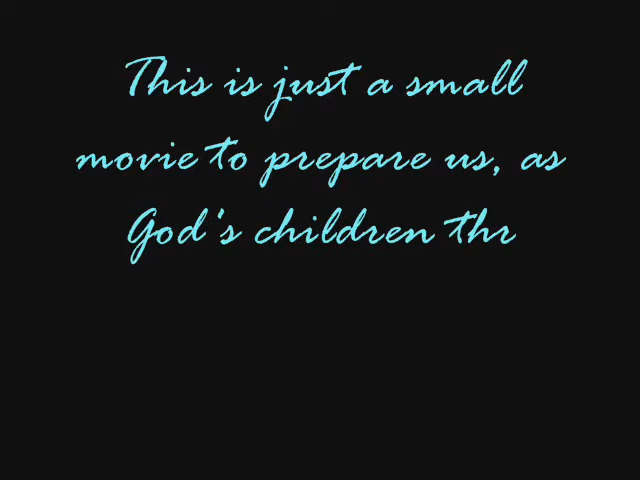 This is just a small
movie to prepare us, as
God's children thr